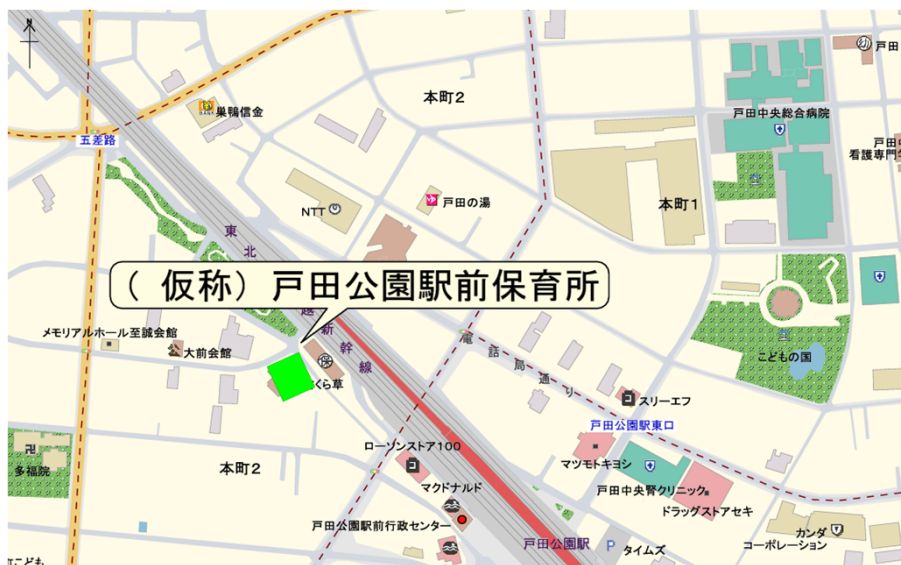 N
本町2
戸田
巣鴨信金
戸田中央総合病院
五差路
看護専門
戸田の湯
本町1
NTT
東
北
( 仮称) 戸田公園駅前保育所
越
新
幹
線
メモリアルホール至誠会館
大前会館
くら草
電
話
局
通
り
こどもの国
スリーエフ
戸田公園駅東口
ローソンストア100
本町2
多福院
マツモトキヨシ
マクドナルド
戸田中央腎クリニック
ドラッグストアセキ
戸田公園駅前行政センター
カンダ
コーポレーション
戸田公園駅
P タイムズ
こども